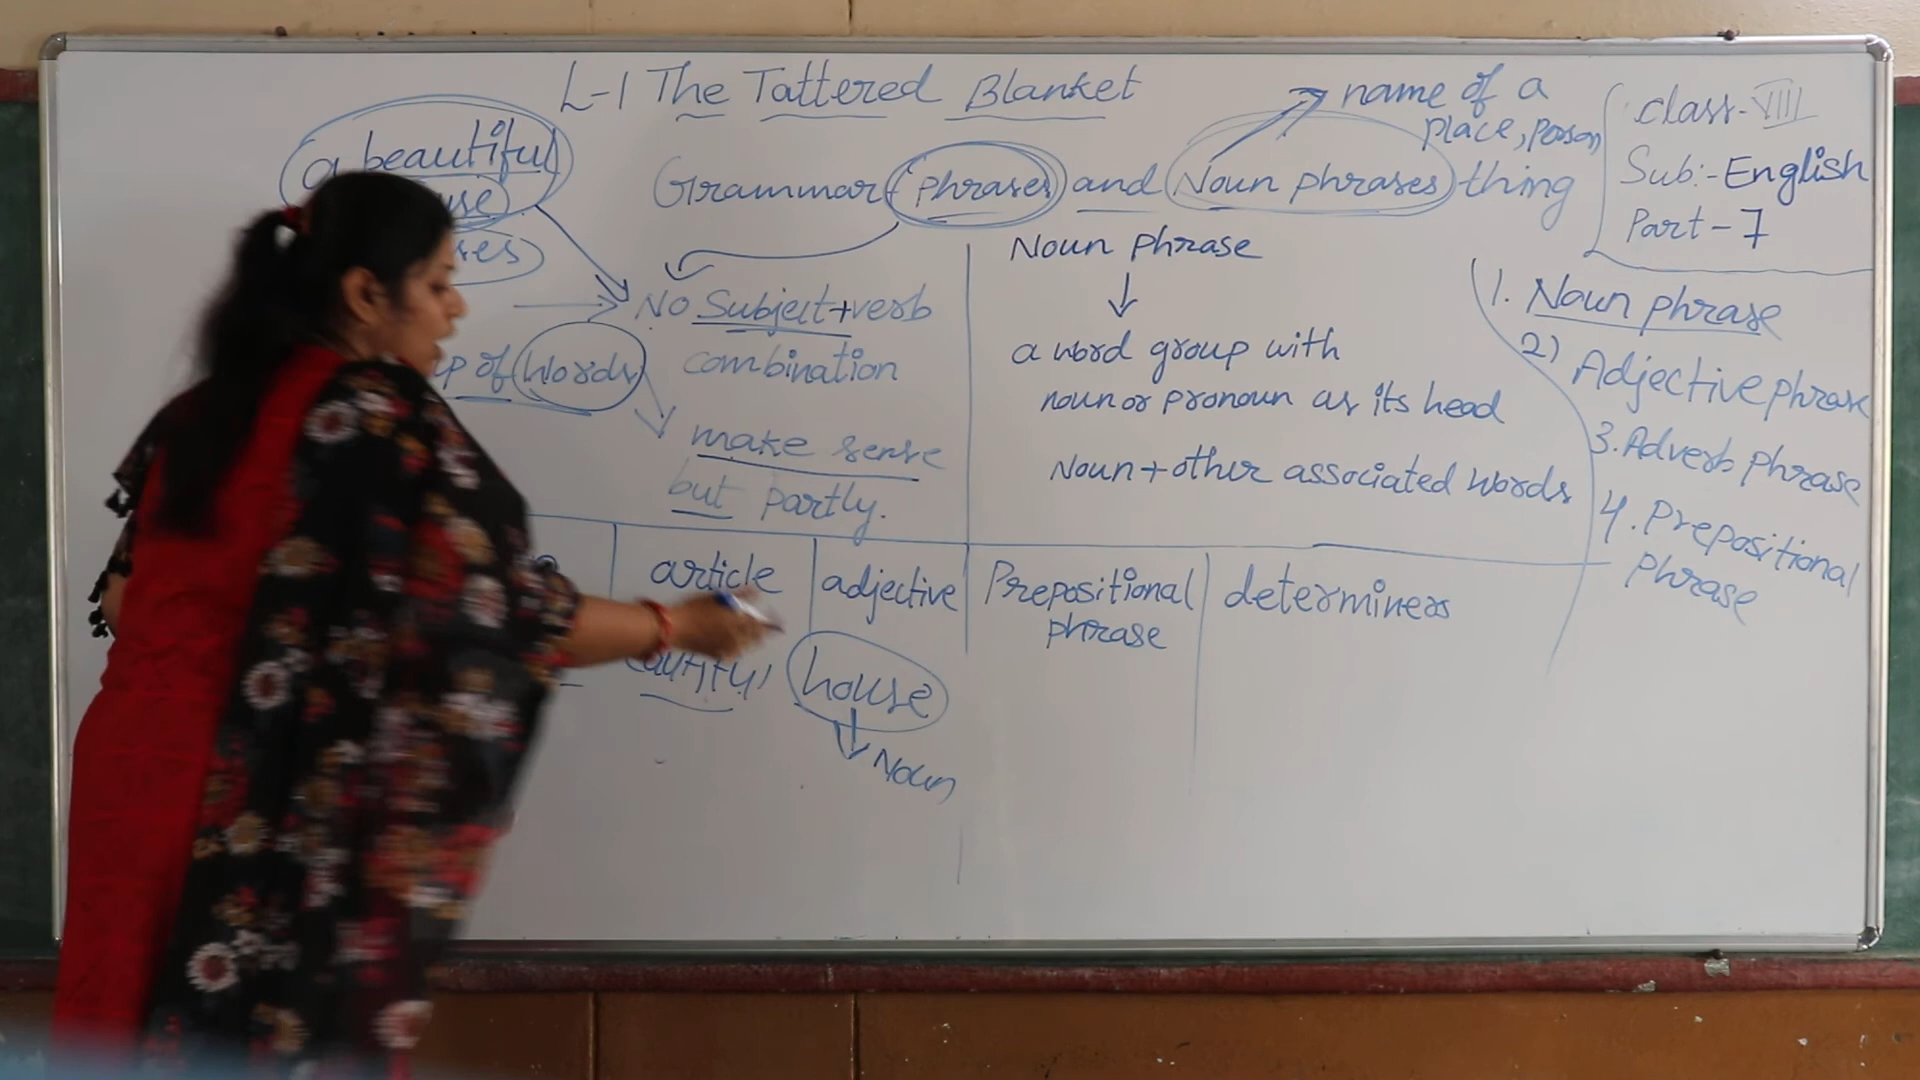 L-1 The Tattered Blanket
name of a
place, person
thing
Class-VIII
Sub:-English
Part-7
a beautiful
Grammar (phrases) and Noun phrases
No Subject+verb
combination
of words
make sense
but partly.
Noun Phrase
a word group with
noun or pronoun as its head
Noun+other associated words
1. Noun phrase
2) Adjective phrase
3. Adverb phrase
4. Prepositional
Phrase
article
adjective
Prepositional
phrase
determiners
house
Noun